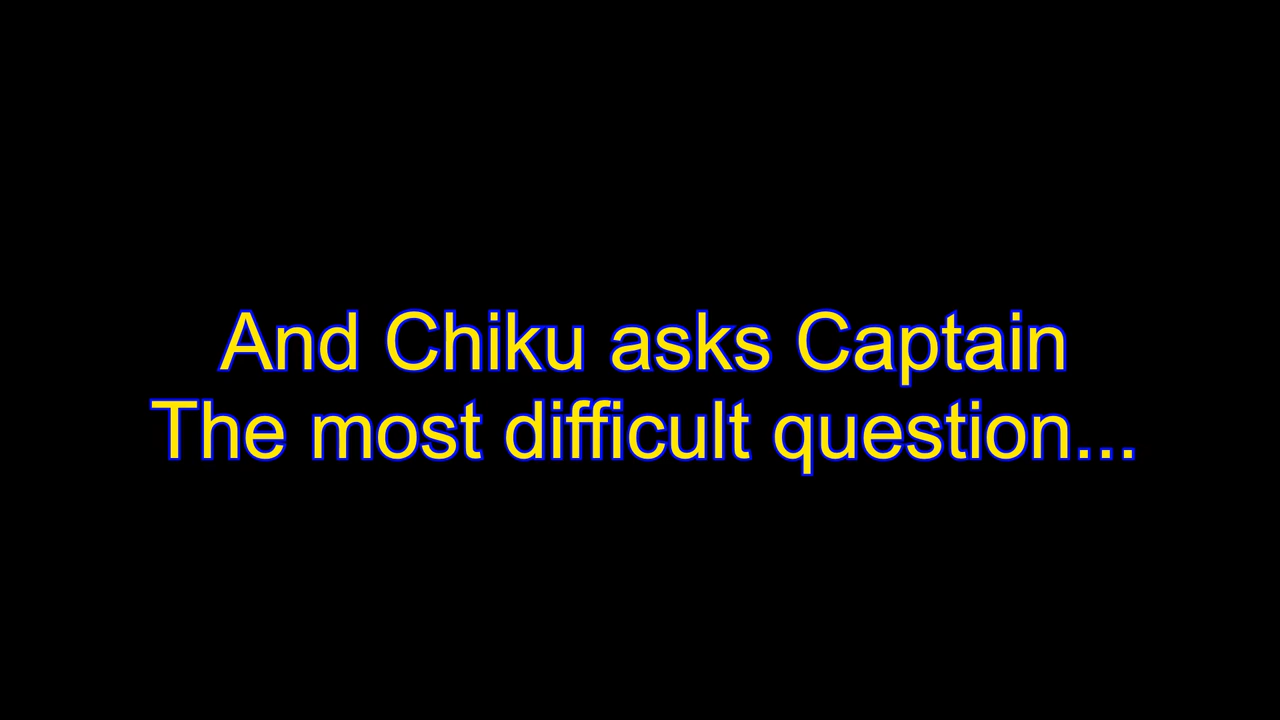 And Chiku asks Captain
The most difficult question...